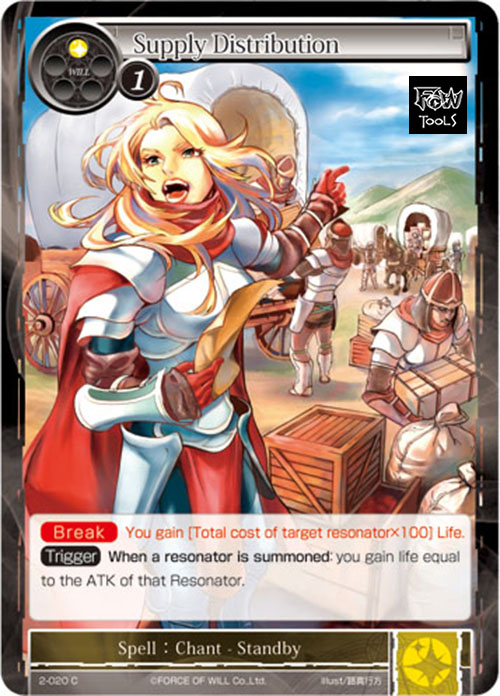 Supply Distribution
WILL
1
FOW
TOOLS
Break You gain [Total cost of target resonator×100] Life.
Trigger When a resonator is summoned: you gain life equal
to the ATK of that Resonator.
Spell : Chant - Standby
2-020 C ©FORCE OF WILL Co.,Ltd. Illust/